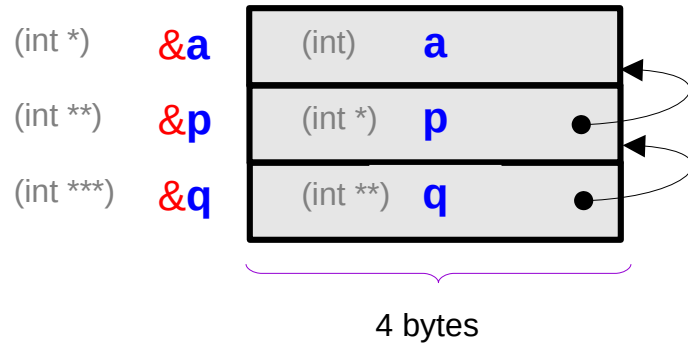 (int *) &a (int) a
(int **) &p (int *) p
(int ***) &q (int **) q
4 bytes